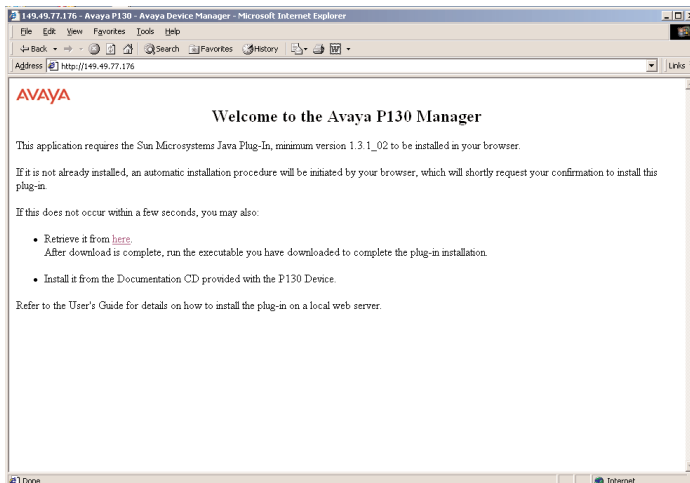 149.49.77.176 - Avaya P130 - Avaya Device Manager - Microsoft Internet Explorer
File Edit View Favorites Tools Help
Back Search Favorites History
Address http://149.49.77.176 Links
AVAYA
Welcome to the Avaya P130 Manager
This application requires the Sun Microsystems Java Plug-In, minimum version 1.3.1_02 to be installed in your browser.
If it is not already installed, an automatic installation procedure will be initiated by your browser, which will shortly request your confirmation to install this
plug-in.
If this does not occur within a few seconds, you may also:
• Retrieve it from here.
After download is complete, run the executable you have downloaded to complete the plug-in installation.
• Install it from the Documentation CD provided with the P130 Device.
Refer to the User's Guide for details on how to install the plug-in on a local web server.
Done Internet